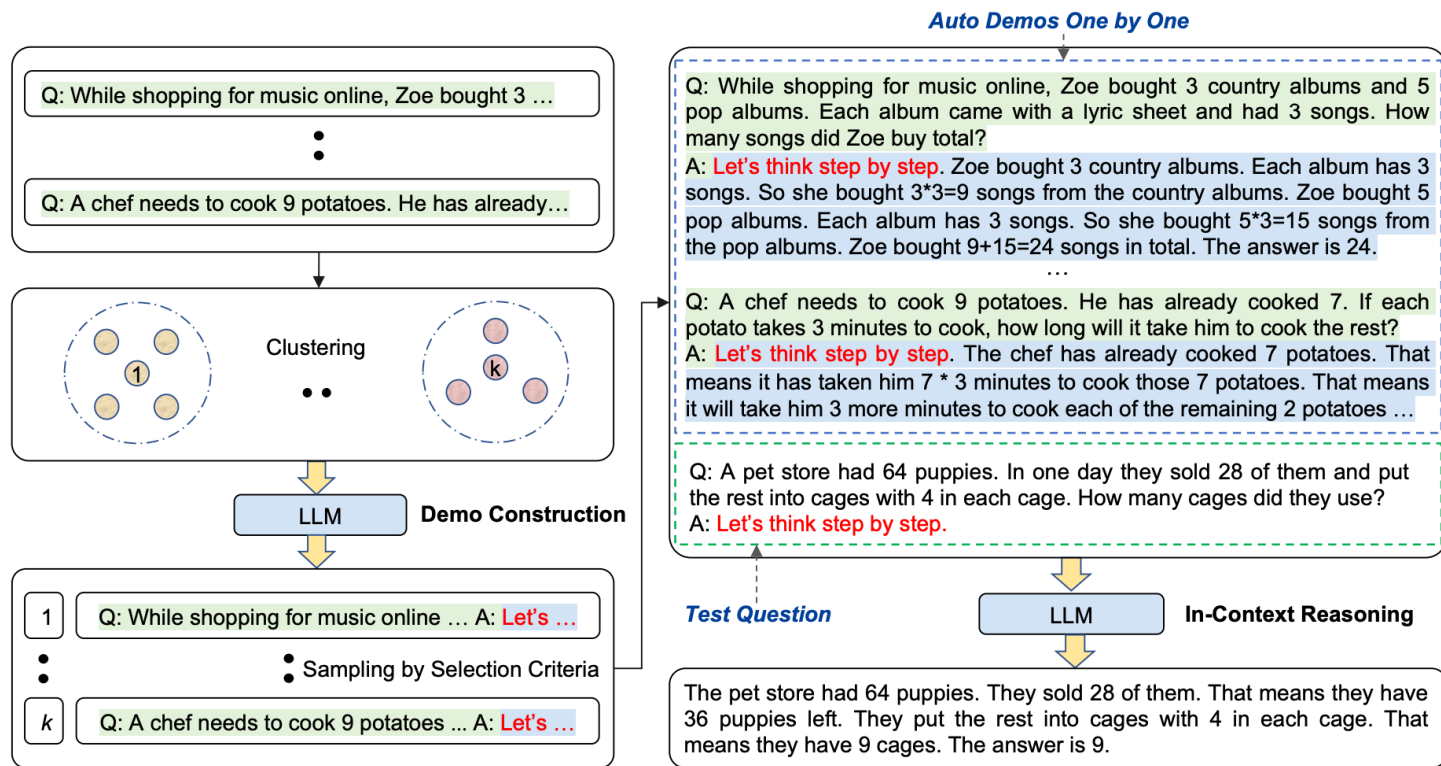 Q: While shopping for music online, Zoe bought 3 …
Q: A chef needs to cook 9 potatoes. He has already…
1
Clustering
k
LLM
Demo Construction
1
Q: While shopping for music online … A: Let’s …
Sampling by Selection Criteria
k
Q: A chef needs to cook 9 potatoes ... A: Let’s …
Auto Demos One by One
Q: While shopping for music online, Zoe bought 3 country albums and 5
pop albums. Each album came with a lyric sheet and had 3 songs. How
many songs did Zoe buy total?
A: Let’s think step by step. Zoe bought 3 country albums. Each album has 3
songs. So she bought 3*3=9 songs from the country albums. Zoe bought 5
pop albums. Each album has 3 songs. So she bought 5*3=15 songs from
the pop albums. Zoe bought 9+15=24 songs in total. The answer is 24.
…
Q: A chef needs to cook 9 potatoes. He has already cooked 7. If each
potato takes 3 minutes to cook, how long will it take him to cook the rest?
A: Let’s think step by step. The chef has already cooked 7 potatoes. That
means it has taken him 7 * 3 minutes to cook those 7 potatoes. That means
it will take him 3 more minutes to cook each of the remaining 2 potatoes …
Q: A pet store had 64 puppies. In one day they sold 28 of them and put
the rest into cages with 4 in each cage. How many cages did they use?
A: Let’s think step by step.
Test Question
LLM
In-Context Reasoning
The pet store had 64 puppies. They sold 28 of them. That means they have
36 puppies left. They put the rest into cages with 4 in each cage. That
means they have 9 cages. The answer is 9.